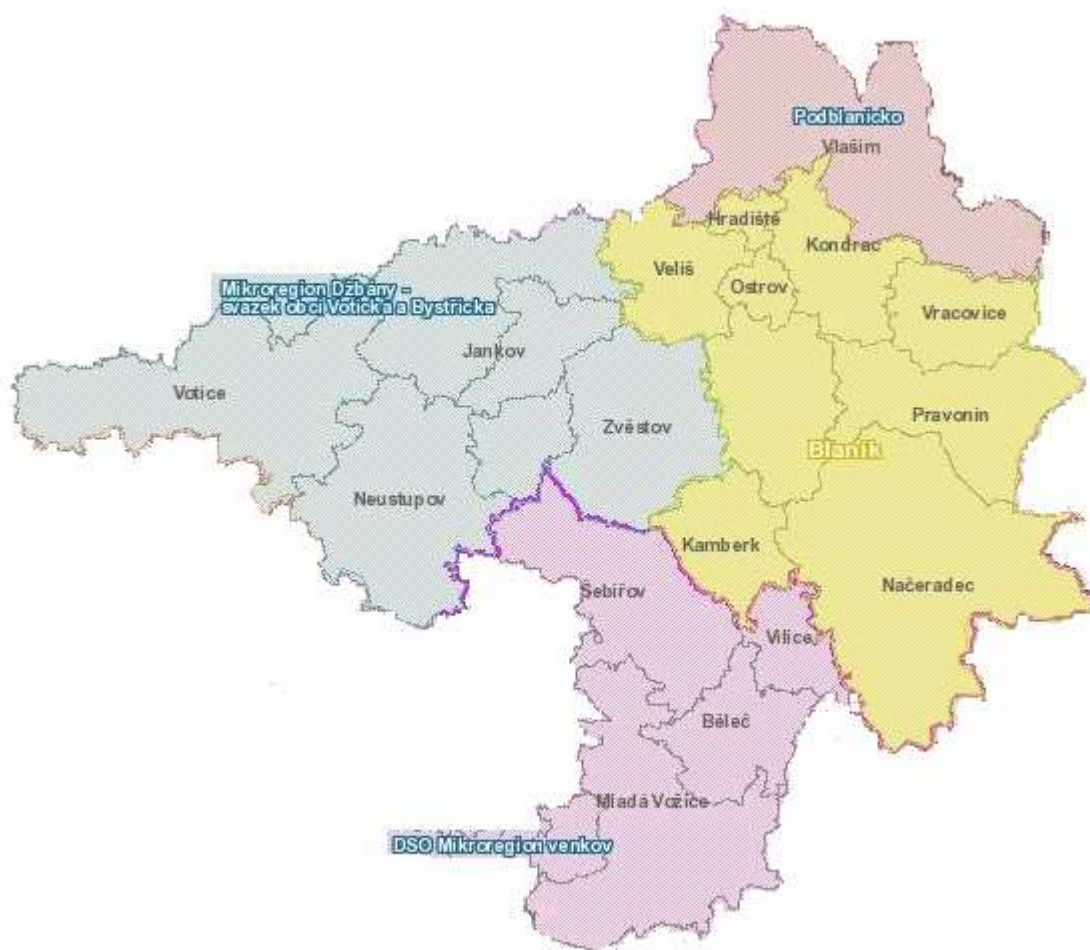 Podblanicko
Vlašim
Hradiště
Kondrac
Veliš
Ostrov
Mikroregion Džbány -
svazek obcí Voticka a Bystřicka
Vracovice
Jankov
Votice
Pravonín
Zvěstov
Blaník
Neustupov
Kamberk
Načeradec
Šebířov
Vilice
Běleč
Mladá Vožice
DSO Mikroregion venkov